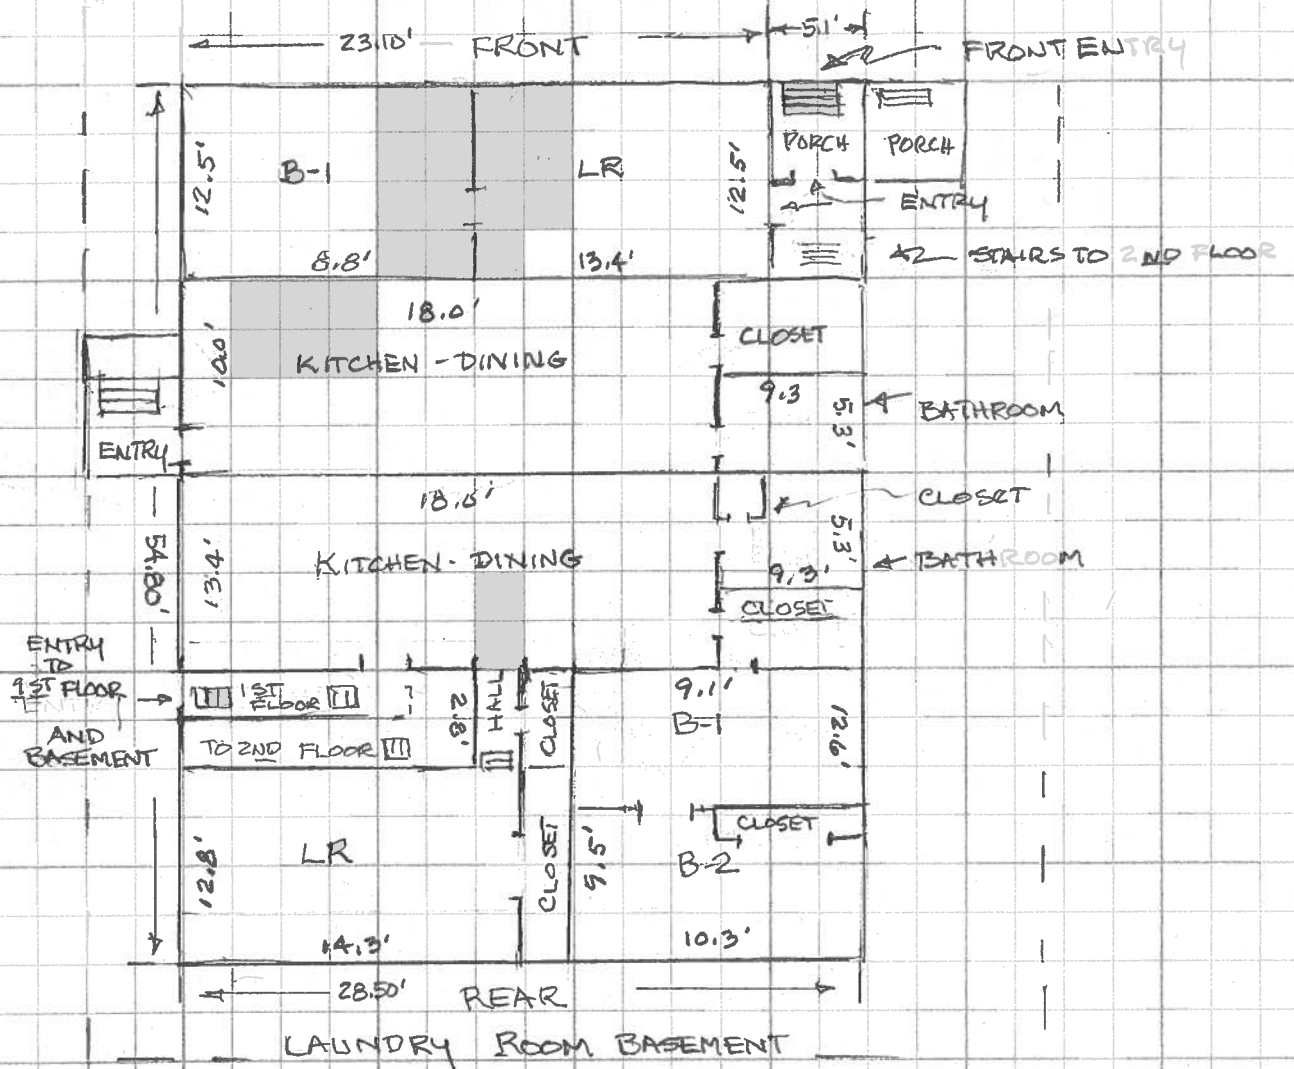 23.10' FRONT 5.1'
FRONT ENTRY
12.5' B-1 LR 12.5' PORCH PORCH
ENTRY
8.8' 13.4' STAIRS TO 2ND FLOOR
18.0'
10.0' KITCHEN - DINING CLOSET
9.3 5.3' BATHROOM
ENTRY
CLOSET
54.80' 13.4' KITCHEN - DINING 5.3' BATHROOM
9.3'
CLOSET
ENTRY
TO
1ST FLOOR
AND
BASEMENT
1ST
FLOOR
2.8' HALL CLOSET 9.1'
B-1 12.6'
TO 2ND FLOOR
CLOSET
12.8' LR CLOSET 9.5' B-2
14.3' 10.3'
28.50' REAR
LAUNDRY ROOM BASEMENT